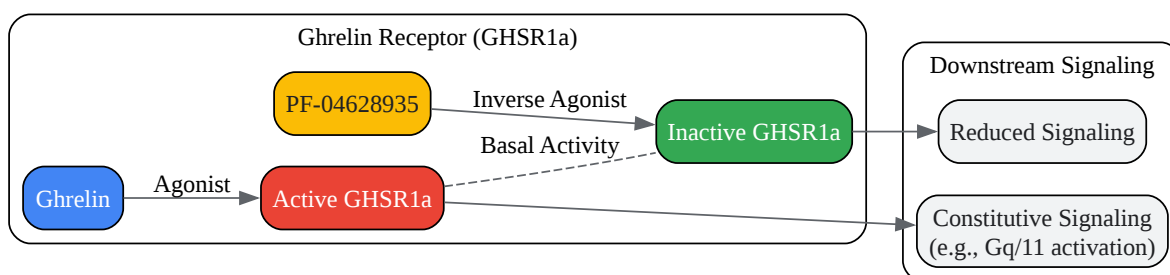 Ghrelin Receptor (GHSR1a)
Downstream Signaling
PF-04628935
Inverse Agonist
Inactive GHSR1a
Reduced Signaling
Basal Activity
Ghrelin
Agonist
Active GHSR1a
Constitutive Signaling
(e.g., Gq/11 activation)